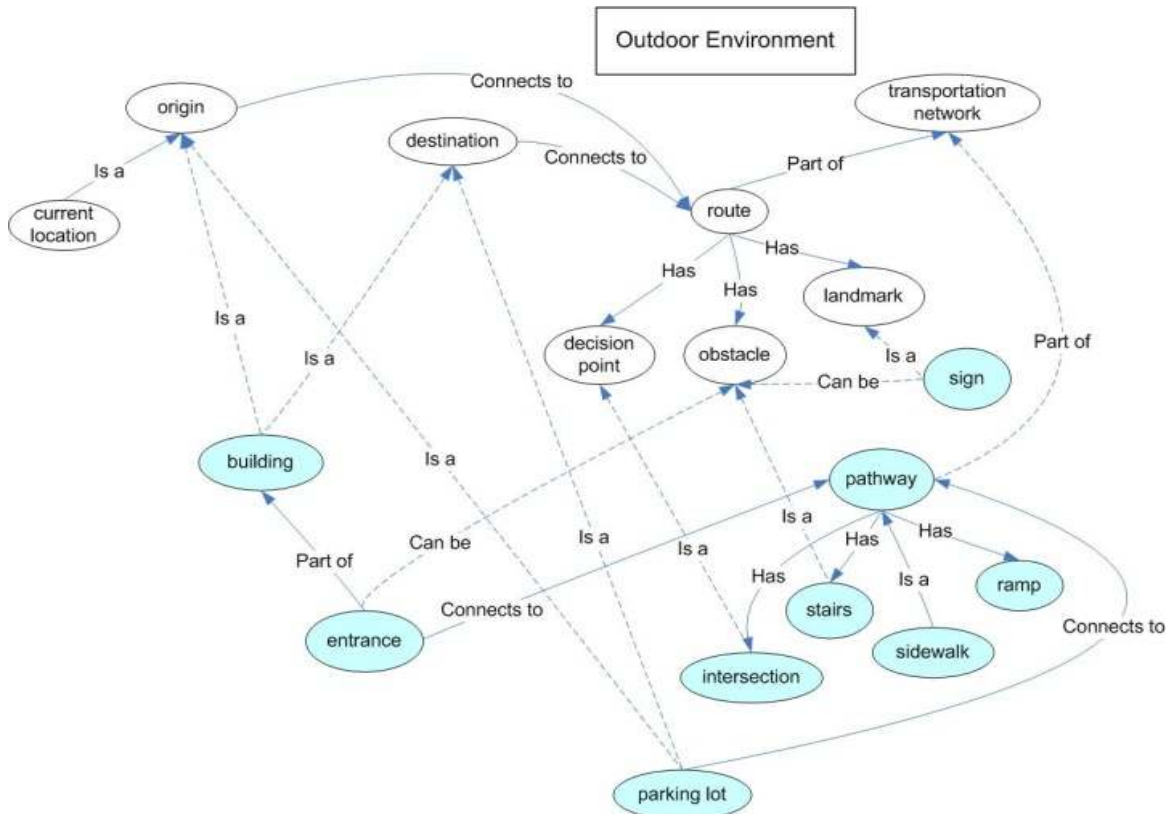 Outdoor Environment
Connects to
origin
transportation
network
destination
Connects to
Part of
Is a
current
location
route
Has
Has
Has
landmark
Is a
Is a
decision
point
obstacle
Is a
Part of
Can be
sign
building
Is a
pathway
Is a
Can be
Is a
Is a
Has
Has
Part of
Has
Is a
ramp
Connects to
stairs
Connects to
entrance
sidewalk
intersection
parking lot